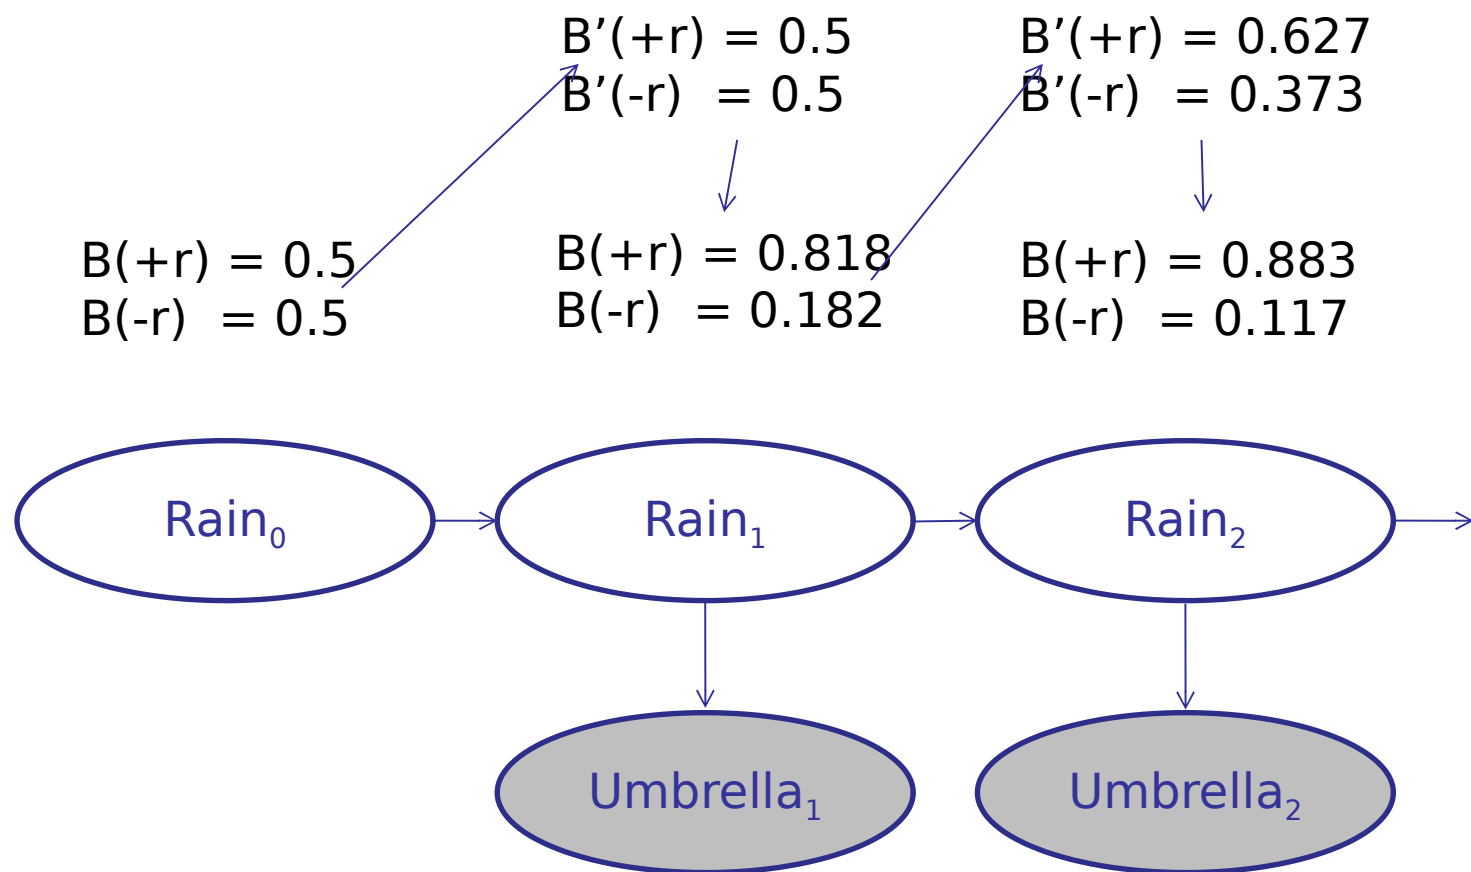 B’(+r) = 0.5
B’(-r) = 0.5
B’(+r) = 0.627
B’(-r) = 0.373
B(+r) = 0.5
B(-r) = 0.5
B(+r) = 0.818
B(-r) = 0.182
B(+r) = 0.883
B(-r) = 0.117
Rain₀
Rain₁
Rain₂
Umbrella₁
Umbrella₂